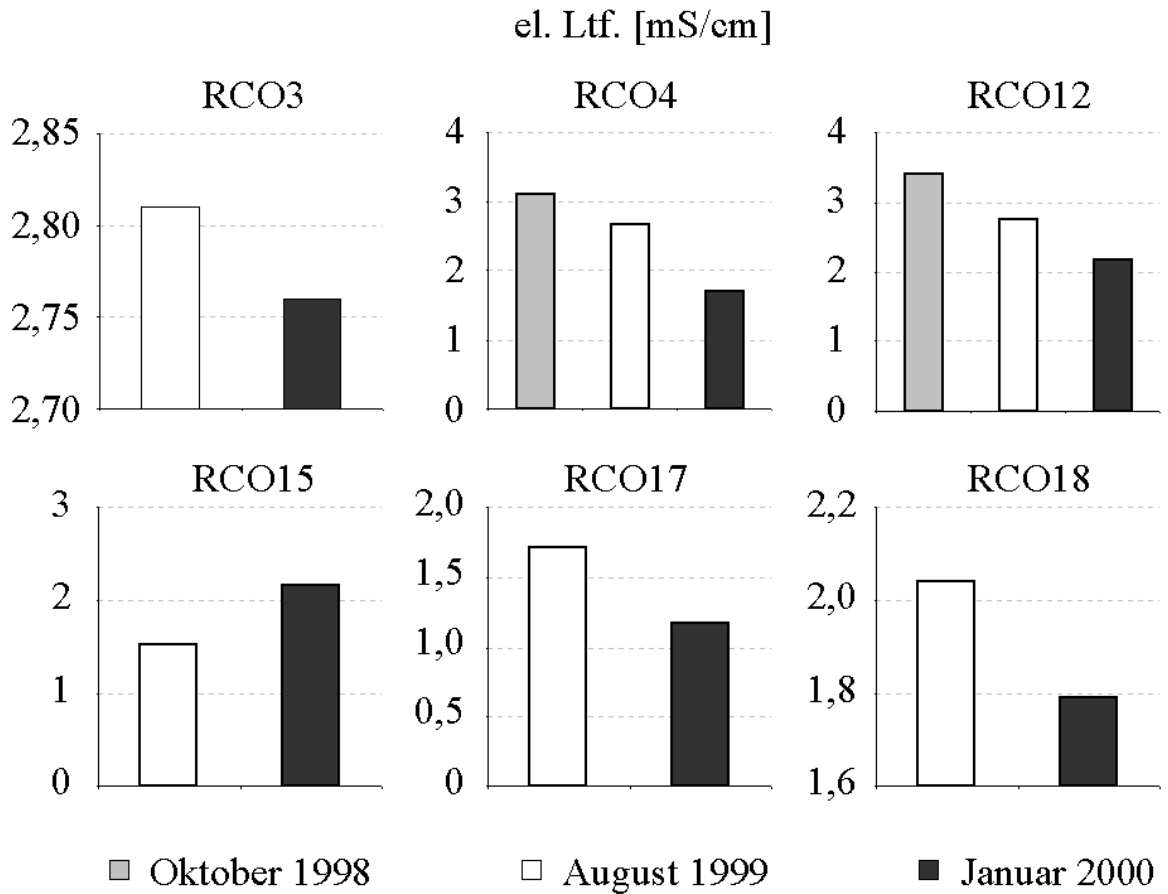 el. Ltf. [mS/cm]
RCO3
2,85
2,80
2,75
2,70
RCO4
4
3
2
1
0
RCO12
4
3
2
1
0
RCO15
3
2
1
0
RCO17
2,0
1,5
1,0
0,5
0
RCO18
2,2
2,0
1,8
1,6
Oktober 1998
August 1999
Januar 2000